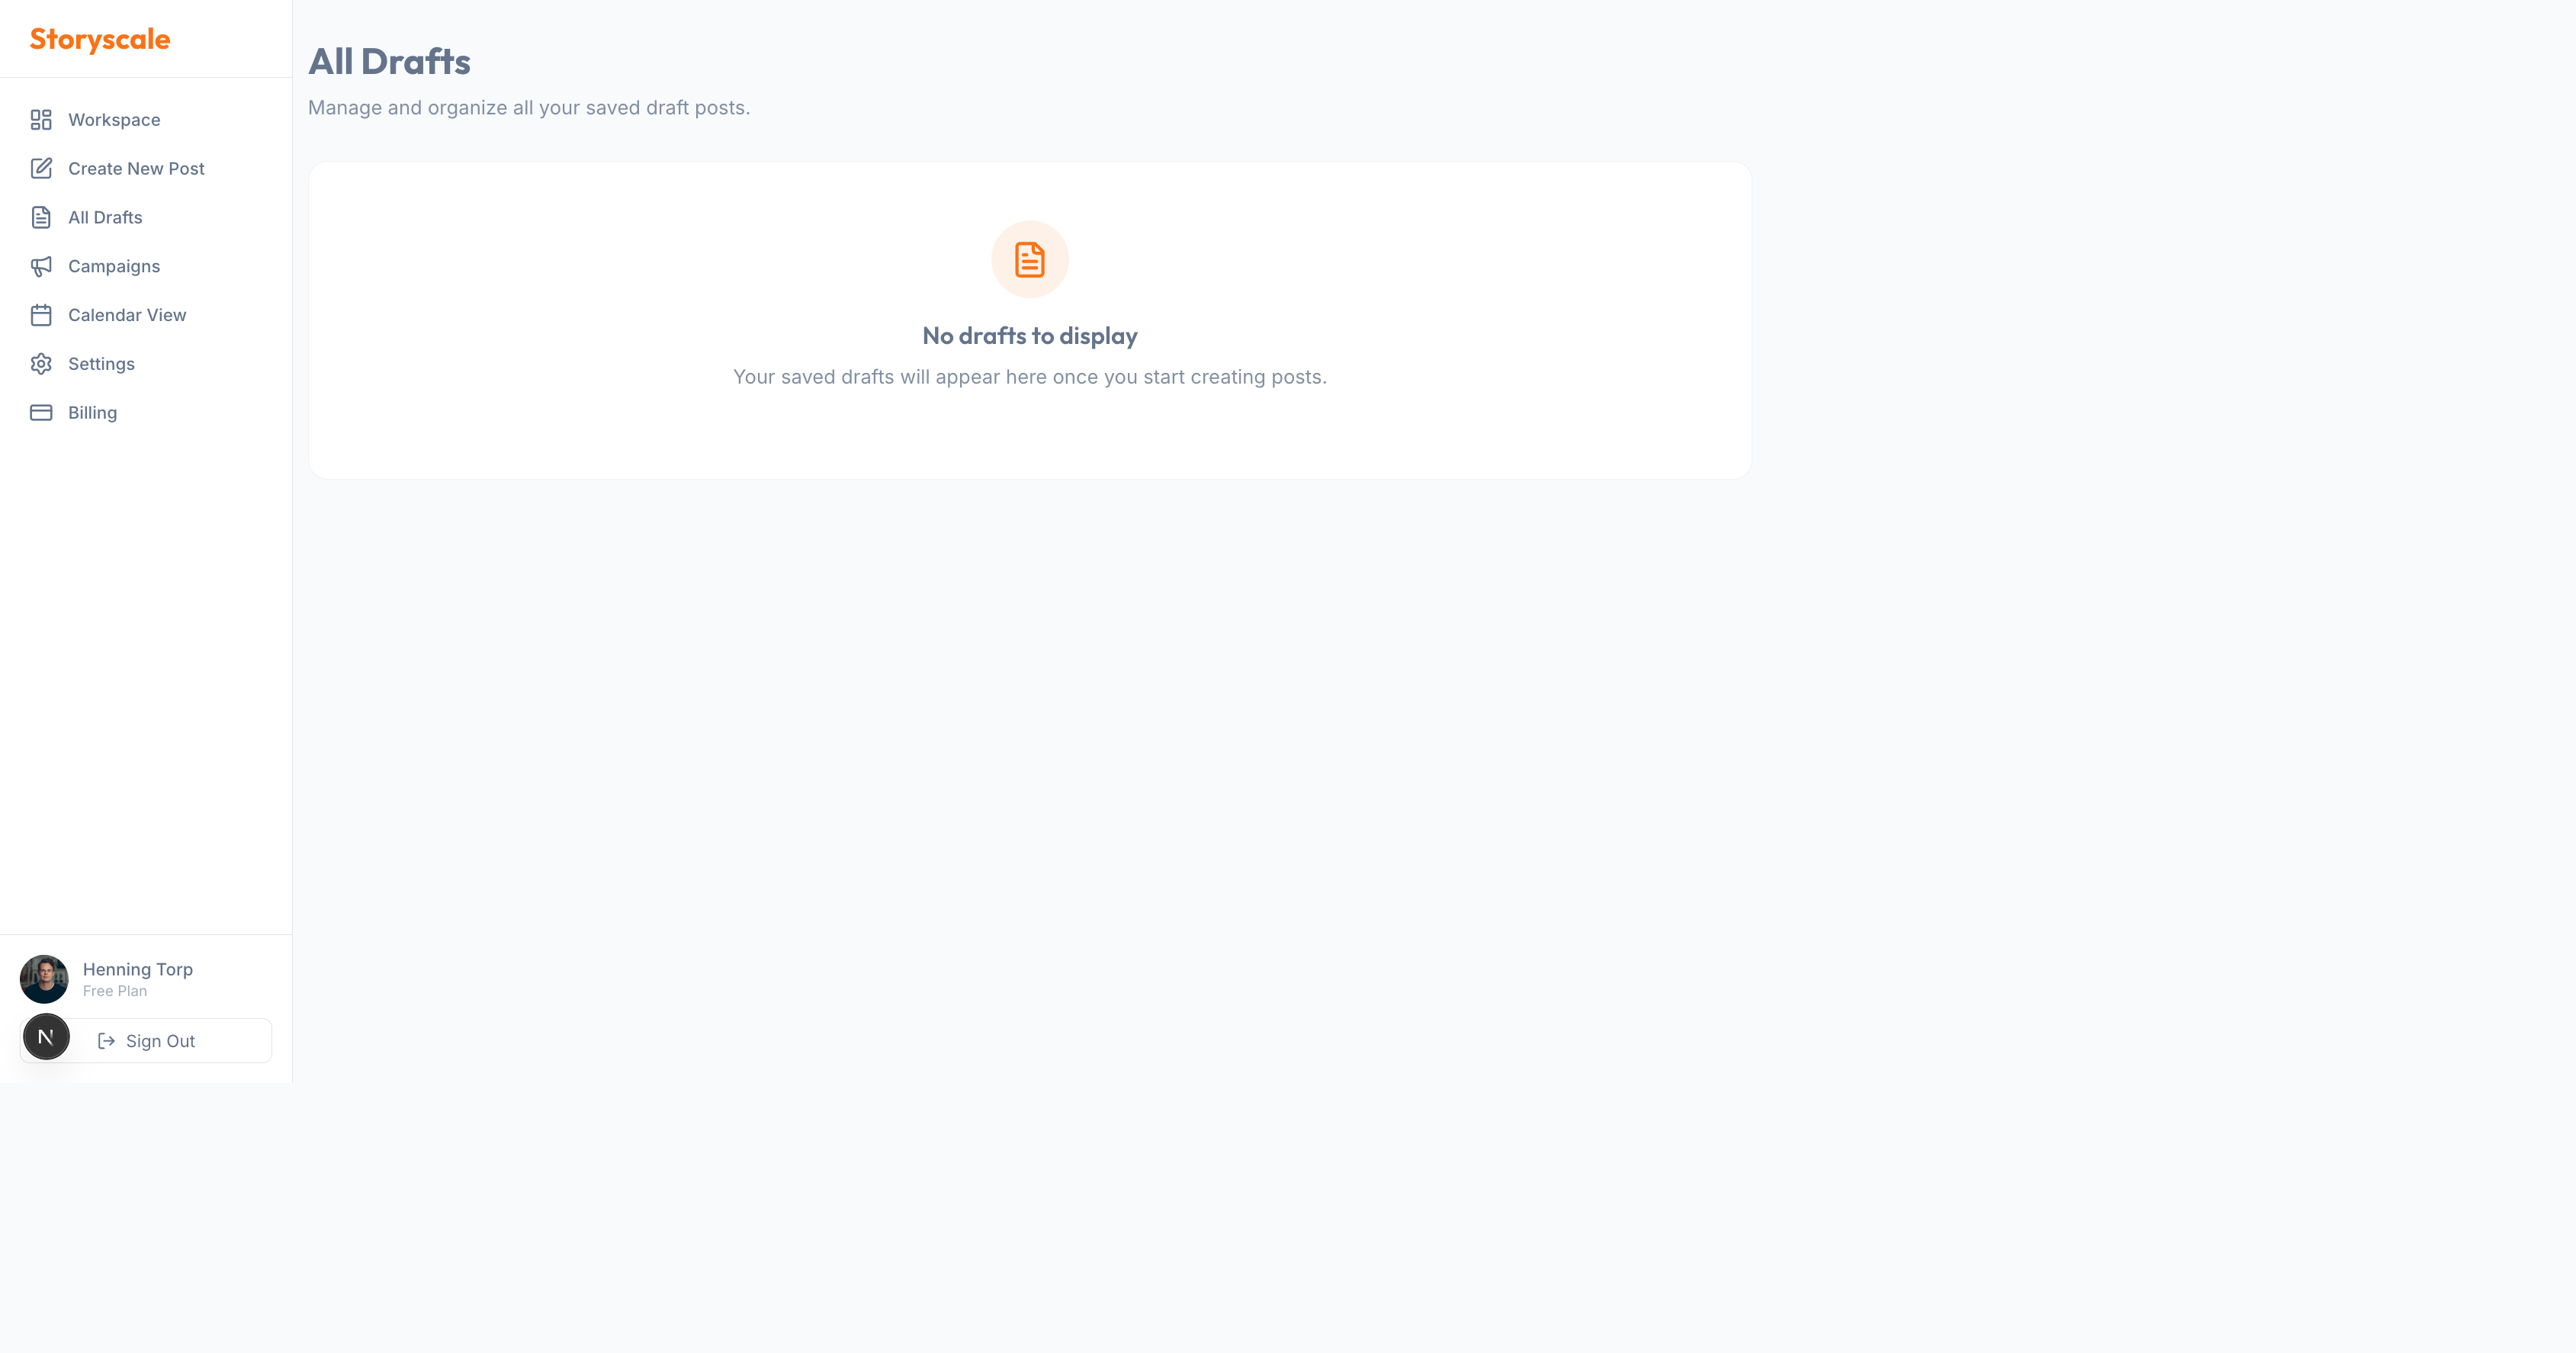 Storyscale
Workspace
Create New Post
All Drafts
Campaigns
Calendar View
Settings
Billing
Henning Torp
Free Plan
N
Sign Out
All Drafts
Manage and organize all your saved draft posts.
No drafts to display
Your saved drafts will appear here once you start creating posts.